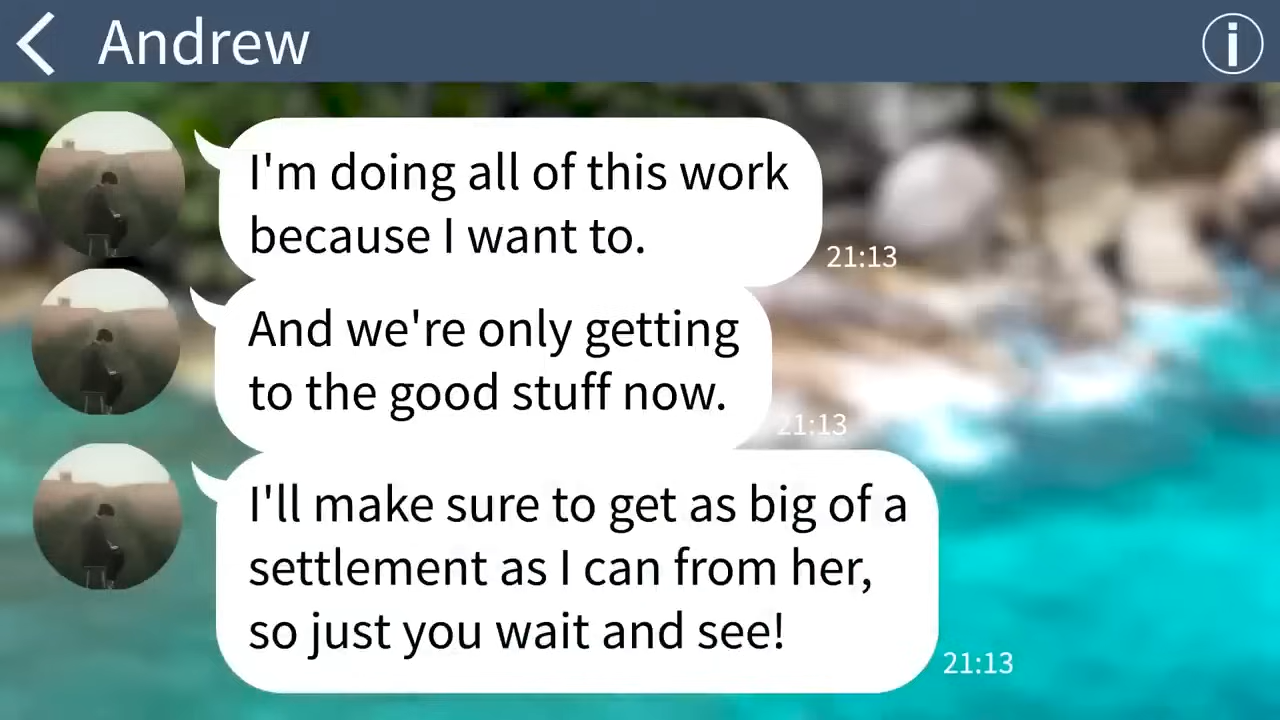 Andrew
I'm doing all of this work
because I want to.
21:13
And we're only getting
to the good stuff now.
21:13
I'll make sure to get as big of a
settlement as I can from her,
so just you wait and see!
21:13